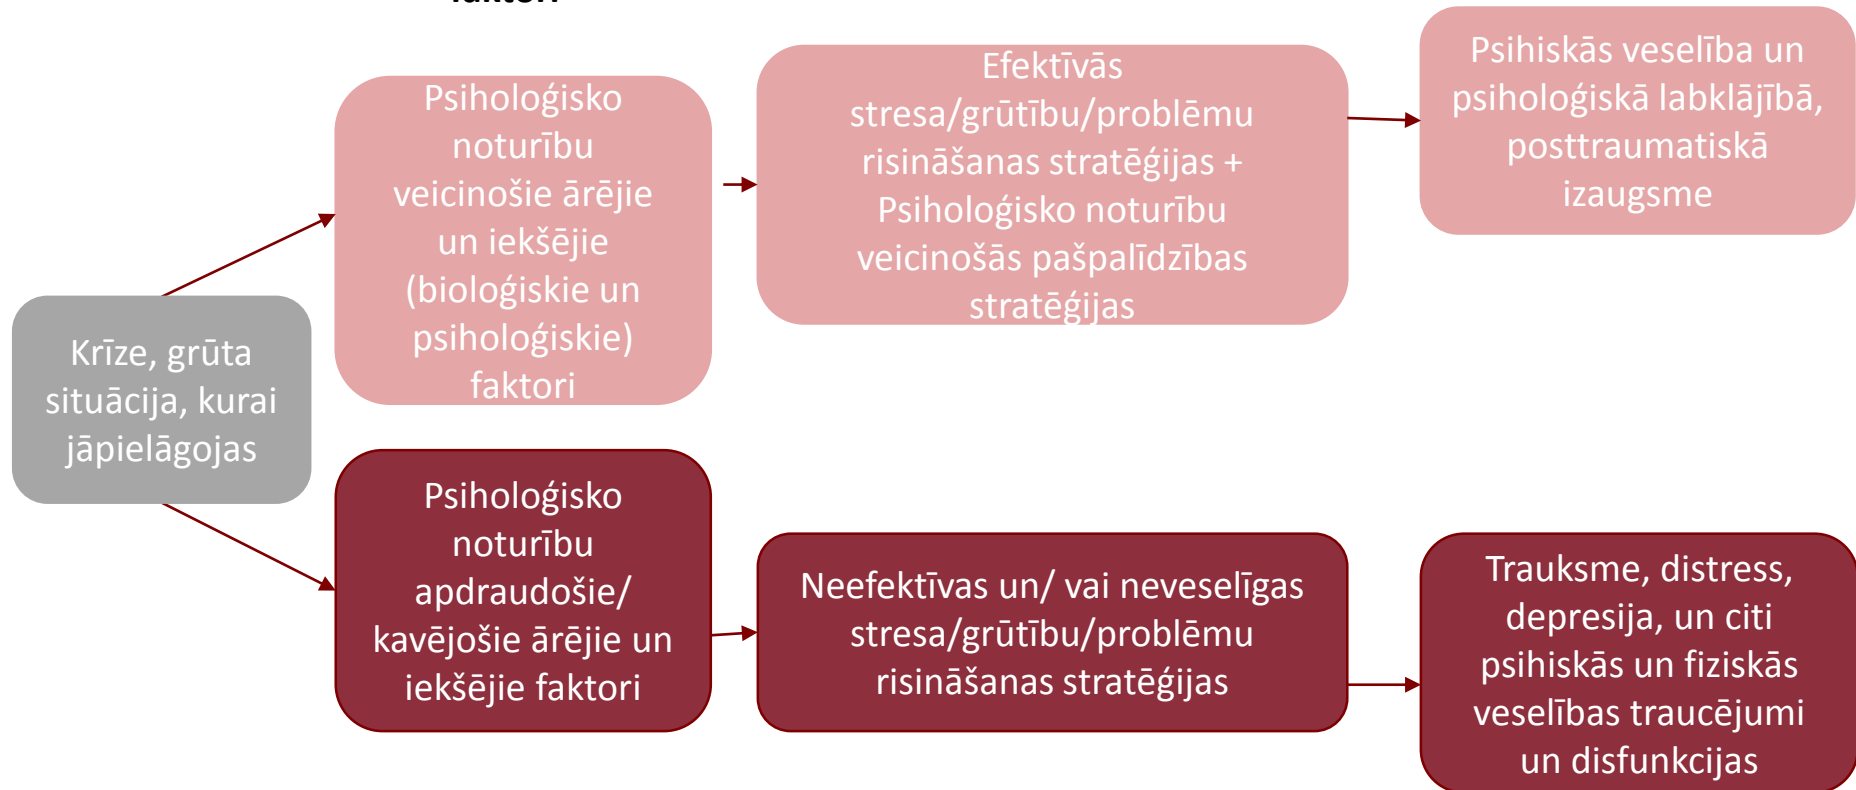 faktori
Krīze, grūta
situācija, kurai
jāpielāgojas
Psiholoģisko
noturību
veicinošie ārējie
un iekšējie
(bioloģiskie un
psiholoģiskie)
faktori
Efektīvās
stresa/grūtību/problēmu
risināšanas stratēģijas +
Psiholoģisko noturību
veicinošās pašpalīdzības
stratēģijas
Psihiskās veselība un
psiholoģiskā labklājībā,
posttraumatiskā
izaugsme
Psiholoģisko
noturību
apdraudošie/
kavējošie ārējie un
iekšējie faktori
Neefektīvas un/ vai neveselīgas
stresa/grūtību/problēmu
risināšanas stratēģijas
Trauksme, distress,
depresija, un citi
psihiskās un fiziskās
veselības traucējumi
un disfunkcijas